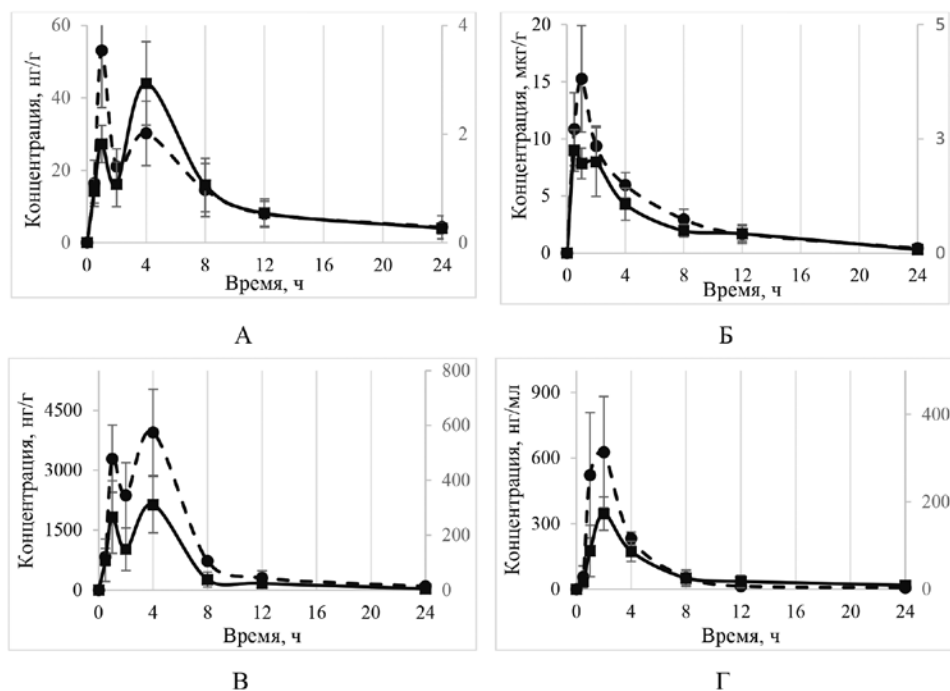 Концентрация, нг/г
60
40
20
0
4
2
0
0 4 8 12 16 20 24
Время, ч
А
Концентрация, мкг/г
20
15
10
5
0
5
3
0
0 4 8 12 16 20 24
Время, ч
Б
Концентрация, нг/г
4500
3000
1500
0
800
600
400
200
0
0 4 8 12 16 20 24
Время, ч
В
Концентрация, нг/мл
900
600
300
0
400
200
0
0 4 8 12 16 20 24
Время, ч
Г